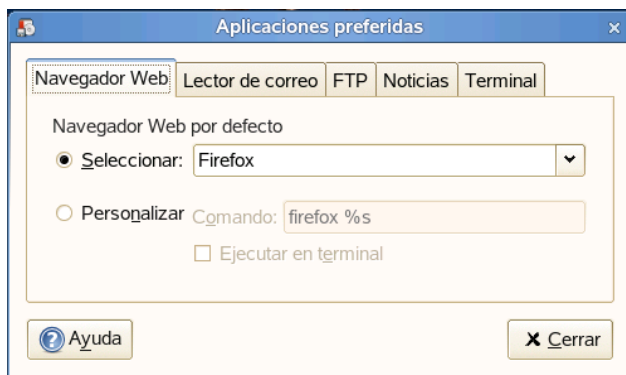 Aplicaciones preferidas
Navegador Web Lector de correo FTP Noticias Terminal
Navegador Web por defecto
Seleccionar: Firefox
Personalizar Comando: firefox %s
Ejecutar en terminal
Ayuda Cerrar